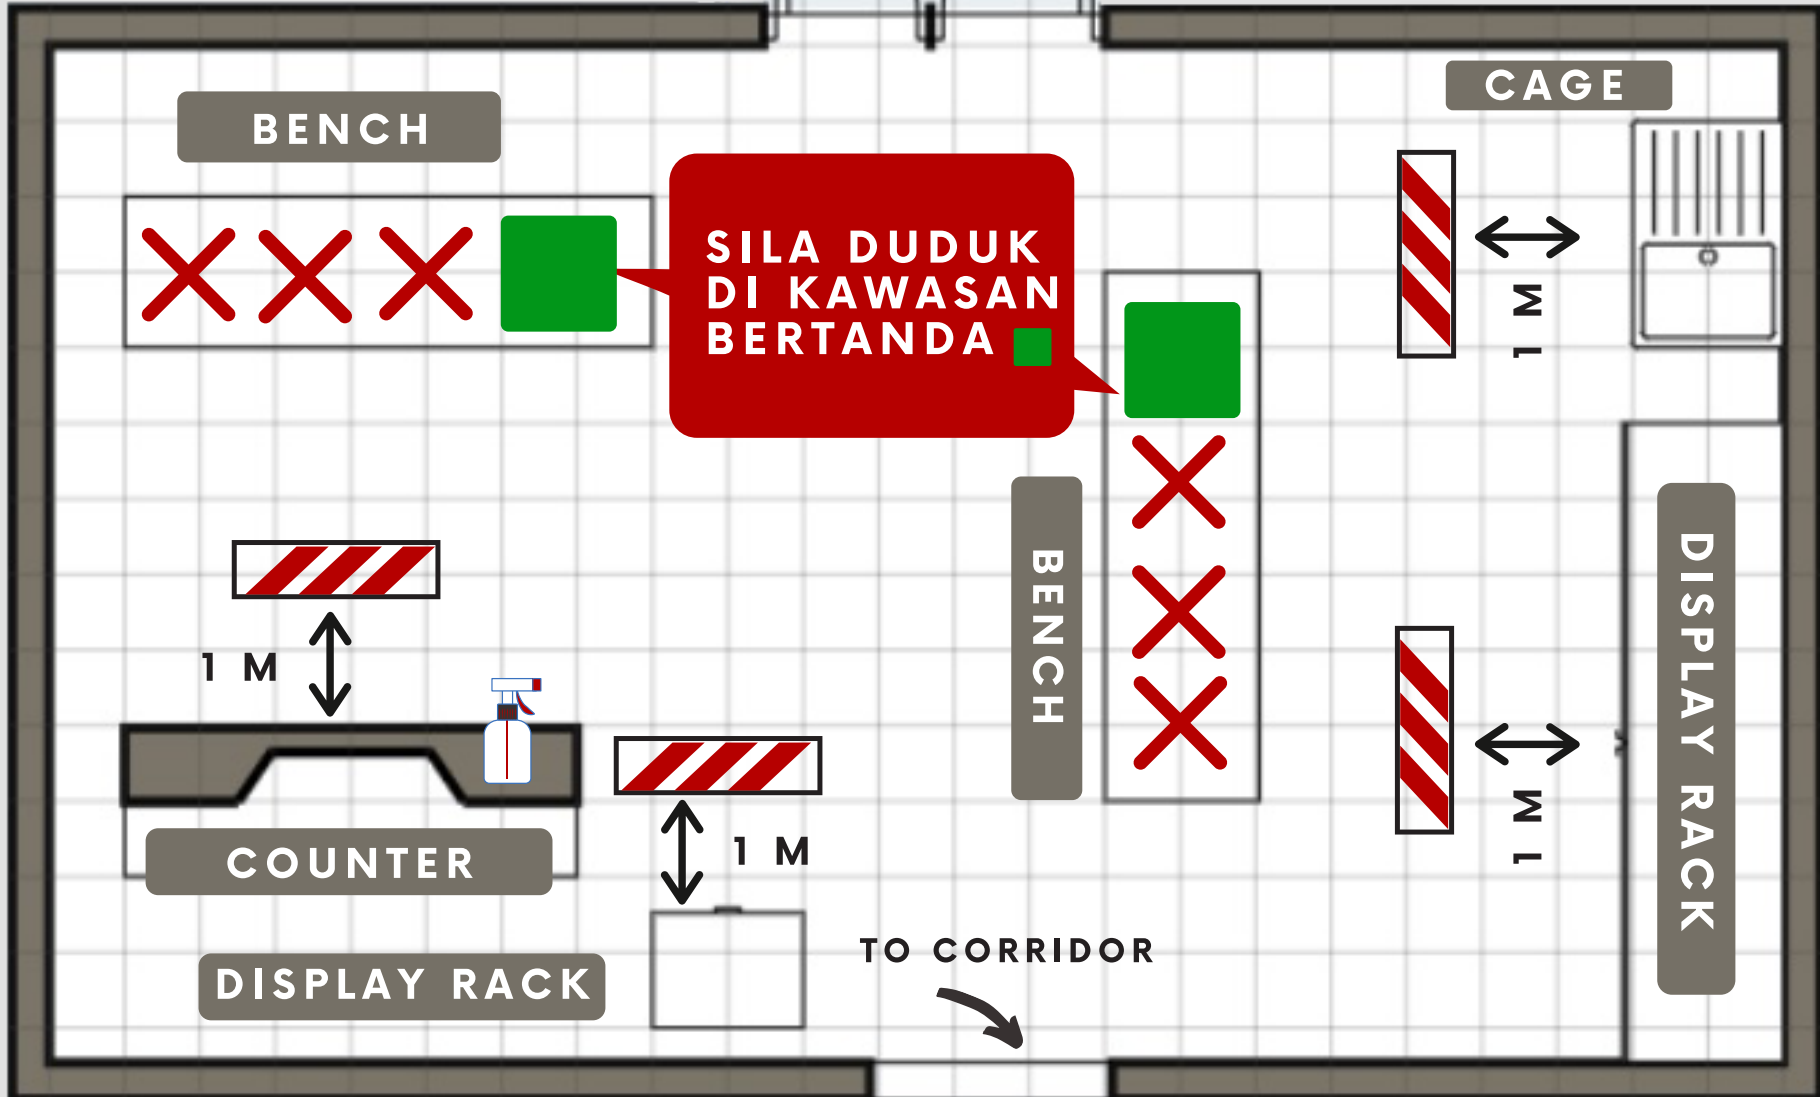 CAGE
BENCH
SILA DUDUK
DI KAWASAN
BERTANDA
1 M
BENCH
DISPLAY RACK
1 M
1 M
1 M
COUNTER
TO CORRIDOR
DISPLAY RACK